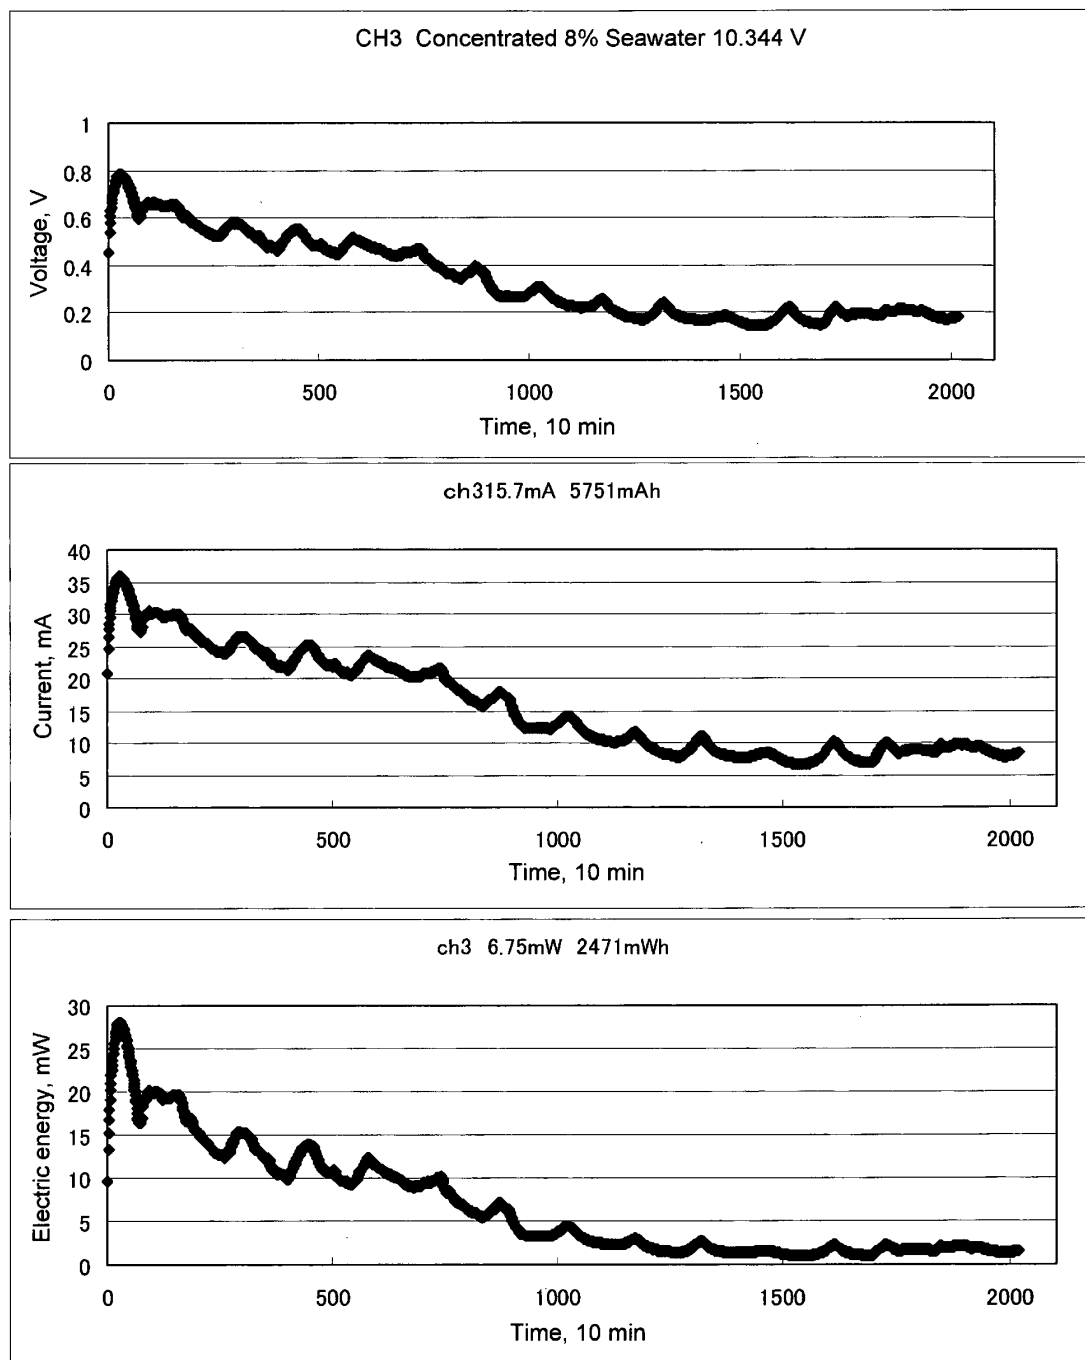 CH3 Concentrated 8% Seawater 10.344 V
Voltage, V
1
0.8
0.6
0.4
0.2
0
0 500 1000 1500 2000
Time, 10 min
ch315.7mA 5751mAh
Current, mA
40
35
30
25
20
15
10
5
0
0 500 1000 1500 2000
Time, 10 min
ch3 6.75mW 2471mWh
Electric energy, mW
30
25
20
15
10
5
0
0 500 1000 1500 2000
Time, 10 min